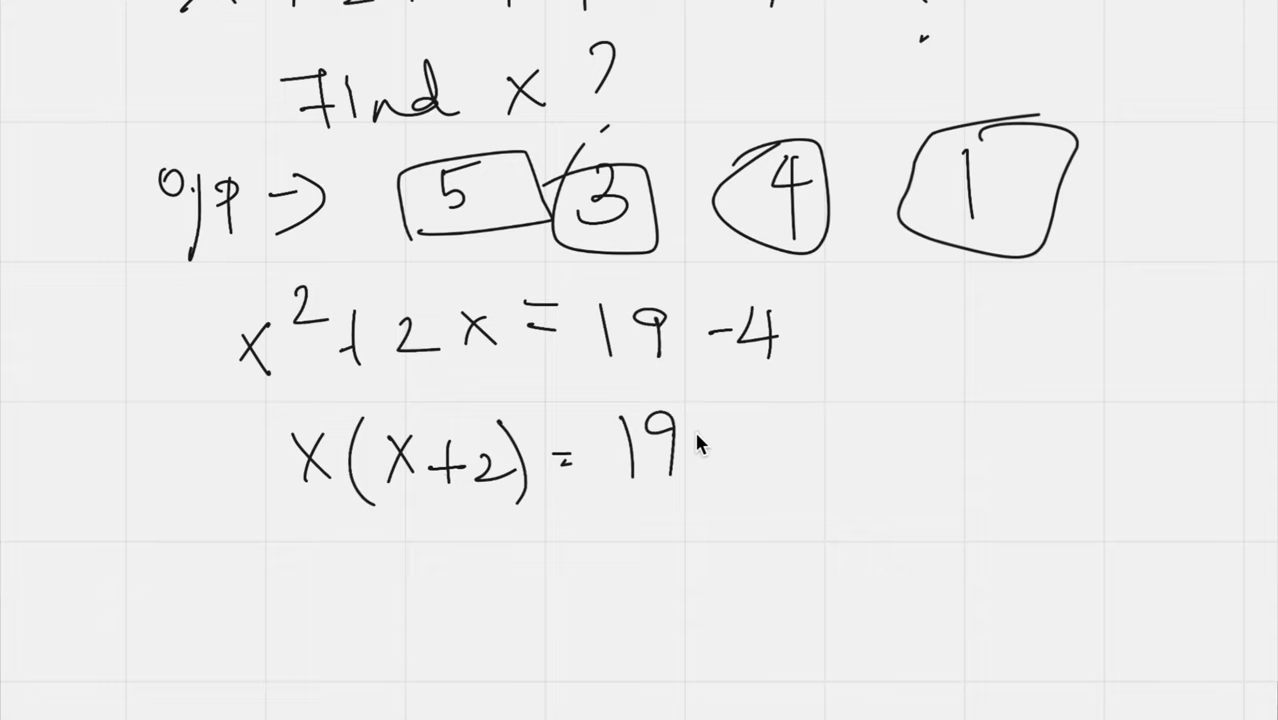 Find x ?
5 3 4 1
x² + 2x = 19 - 4
x(x+2) = 19